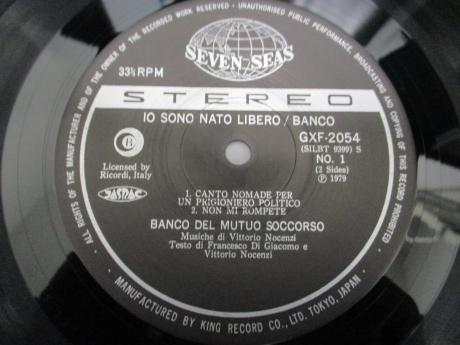 ALL RIGHTS OF THE MANUFACTURER AND OF THE OWNER OF THE RECORDED WORK RESERVED - UNAUTHORISED PUBLIC PERFORMANCE, BROADCASTING AND COPYING OF THIS RECORD PROHIBITED
SEVEN SEAS
33⅓ RPM
STEREO
IO SONO NATO LIBERO / BANCO
GXF-2054
(SILBT 9399) S
NO. 1
(2 Sides)
Ⓟ 1979
R
Licensed by
Ricordi, Italy
JASRAC
1. CANTO NOMADE PER
UN PRIGIONIERO POLITICO
2. NON MI ROMPETE
BANCO DEL MUTUO SOCCORSO
Musiche di Vittorio Nocenzi
Testo di Francesco Di Giacomo e
Vittorio Nocenzi
MANUFACTURED BY KING RECORD CO., LTD. TOKYO, JAPAN